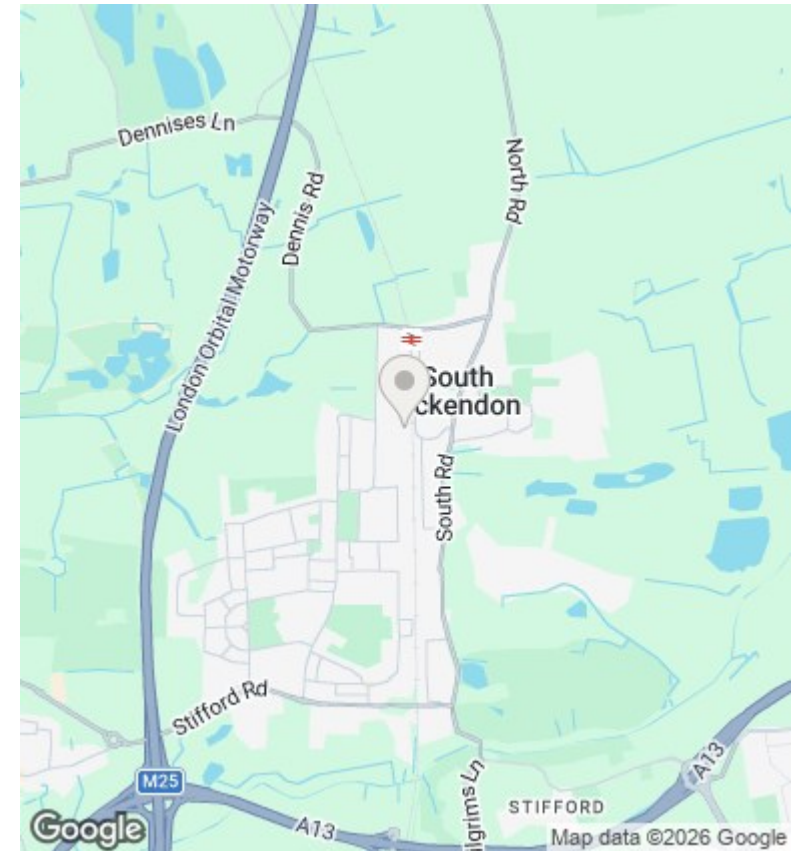 Dennises Ln
North Rd
Dennis Rd
London Orbital Motorway
South
ckendon
South Rd
Stifford Rd
M25
A13
A13
lgrims Ln
STIFFORD
Google
Map data ©2026 Google